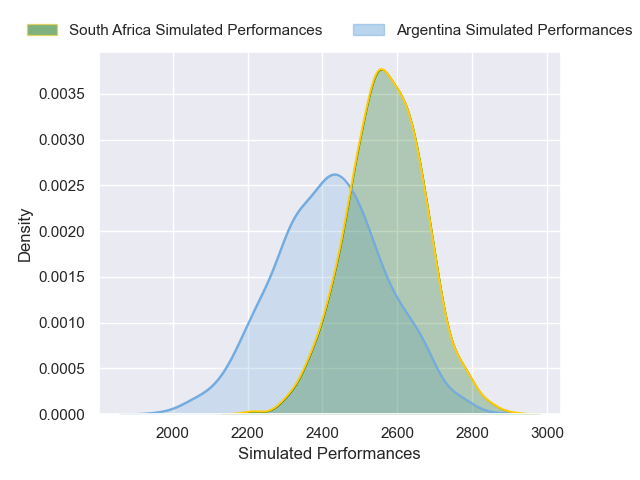 South Africa Simulated Performances
Argentina Simulated Performances
0.0035
0.0030
0.0025
0.0020
0.0015
0.0010
0.0005
0.0000
Density
2000 2200 2400 2600 2800 3000
Simulated Performances